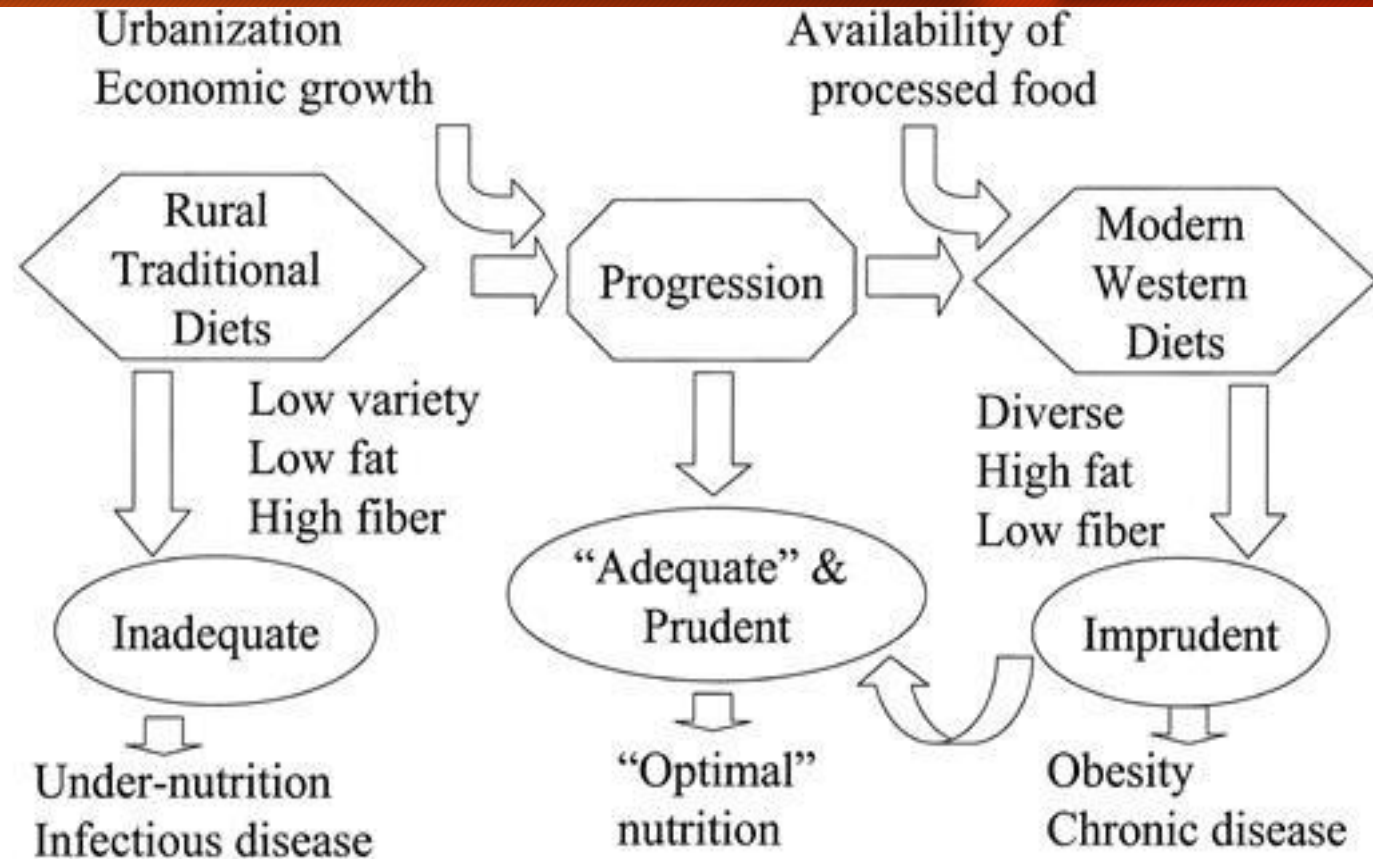 Urbanization
Economic growth
Availability of
processed food
Rural
Traditional
Diets
Progression
Modern
Western
Diets
Low variety
Low fat
High fiber
Diverse
High fat
Low fiber
Inadequate
“Adequate” &
Prudent
Imprudent
Under-nutrition
Infectious disease
“Optimal”
nutrition
Obesity
Chronic disease